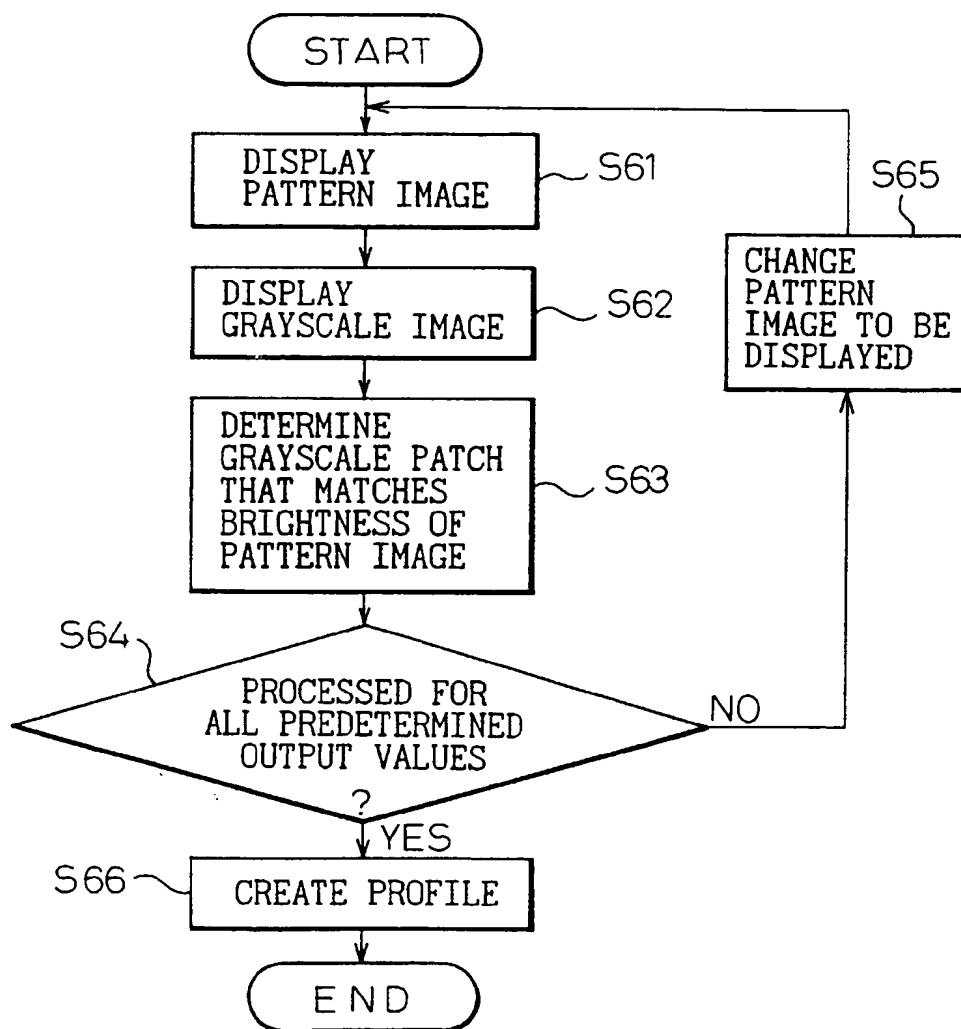 START
DISPLAY
PATTERN IMAGE
S61
DISPLAY
GRAYSCALE IMAGE
S62
DETERMINE
GRAYSCALE PATCH
THAT MATCHES
BRIGHTNESS OF
PATTERN IMAGE
S63
S64
PROCESSED FOR
ALL PREDETERMINED
OUTPUT VALUES
?
NO
S65
CHANGE
PATTERN
IMAGE TO BE
DISPLAYED
YES
S66
CREATE PROFILE
END